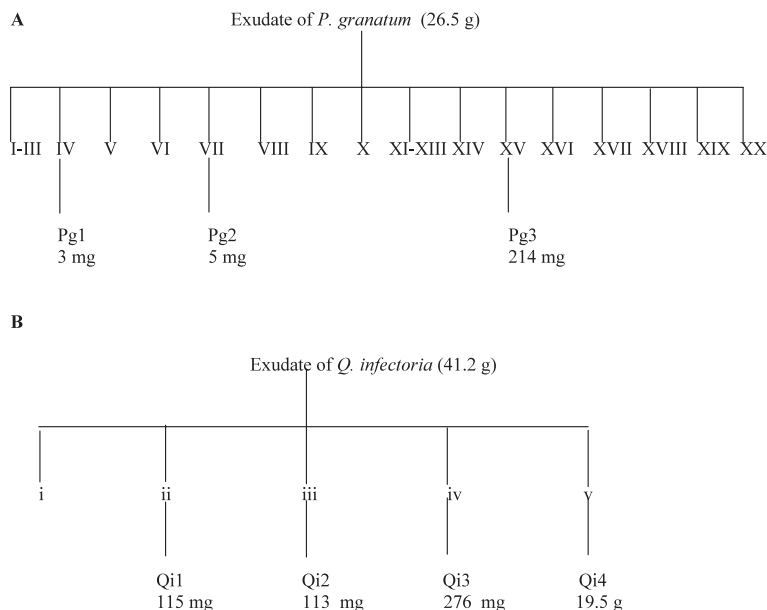 A
Exudate of P. granatum (26.5 g)
I-III IV V VI VII VIII IX X XI-XIII XIV XV XVI XVII XVIII XIX XX
Pg1 Pg2 Pg3
3 mg 5 mg 214 mg
B
Exudate of Q. infectoria (41.2 g)
i ii iii iv v
Qi1 Qi2 Qi3 Qi4
115 mg 113 mg 276 mg 19.5 g